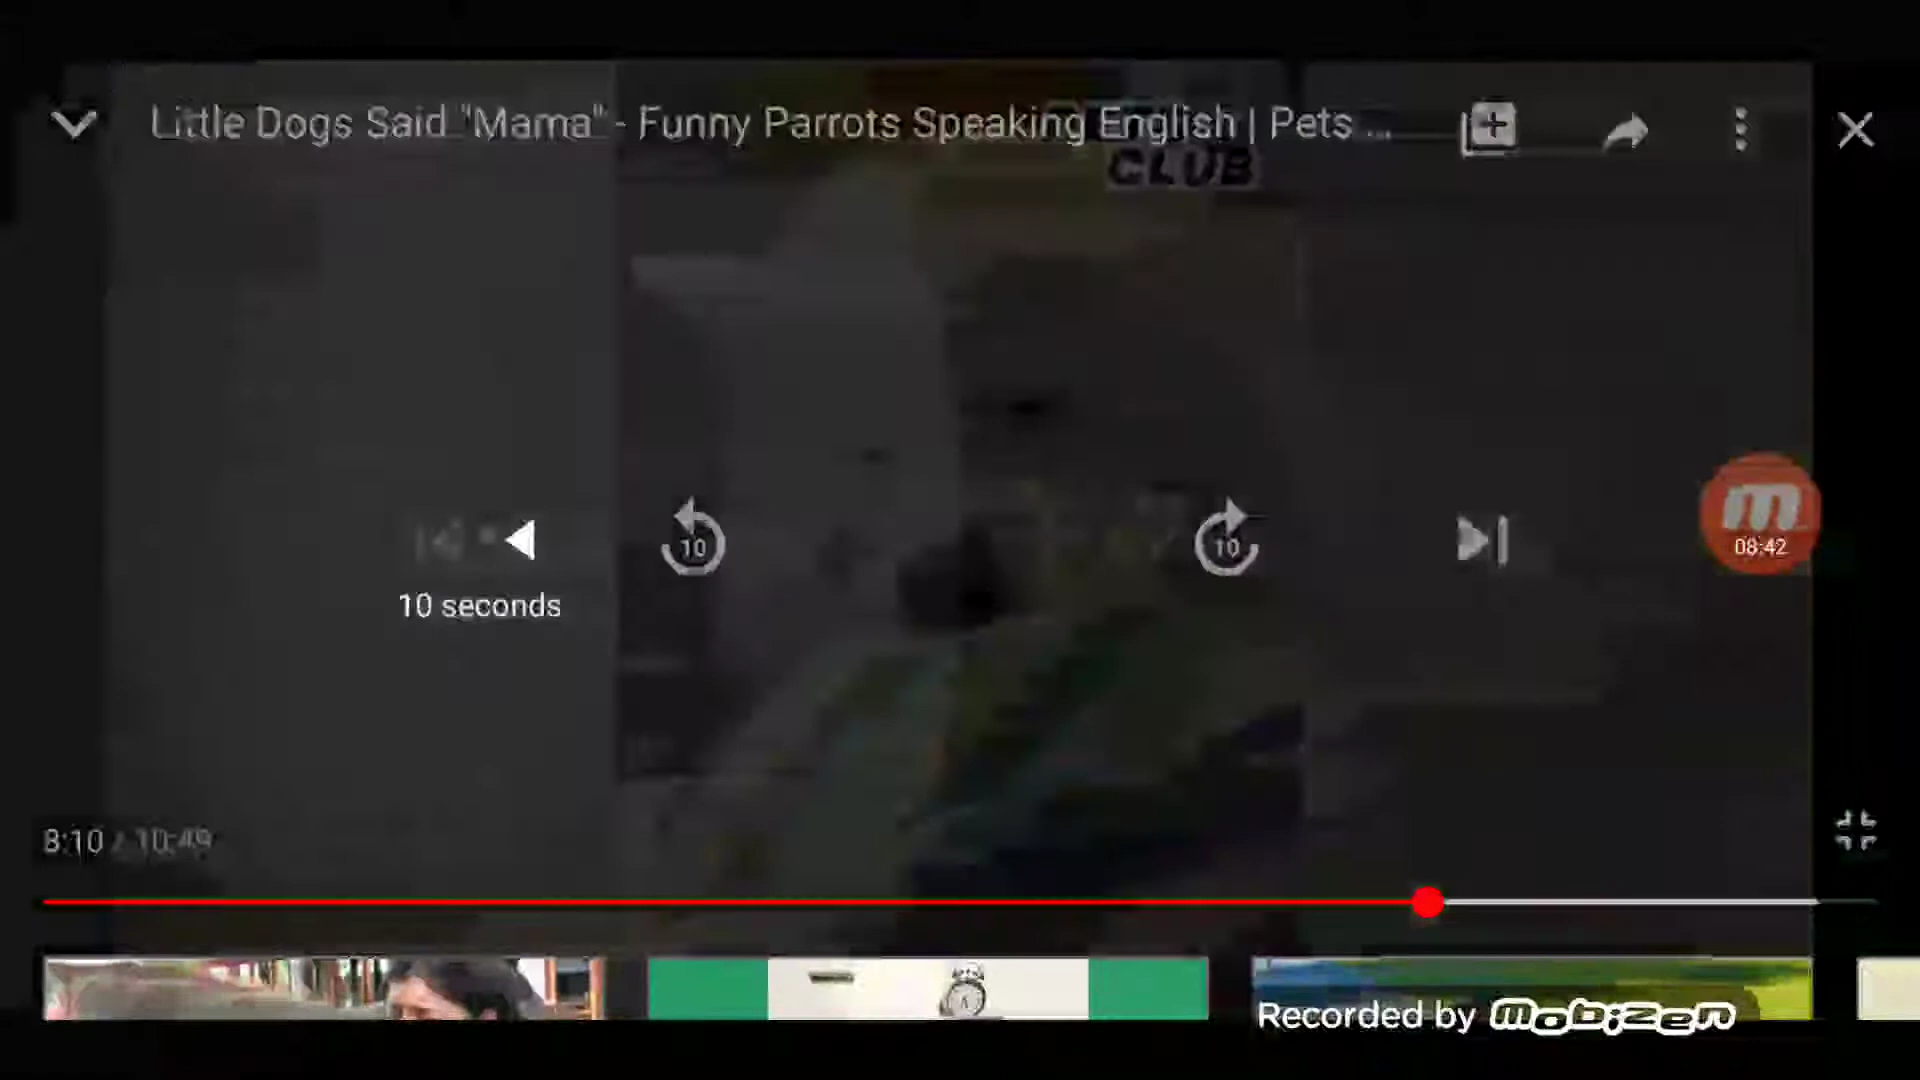 Little Dogs Said "Mama" - Funny Parrots Speaking English | Pets ...
CLUB
10
10
08:42
10 seconds
8:10 / 10:49
Recorded by mobizen